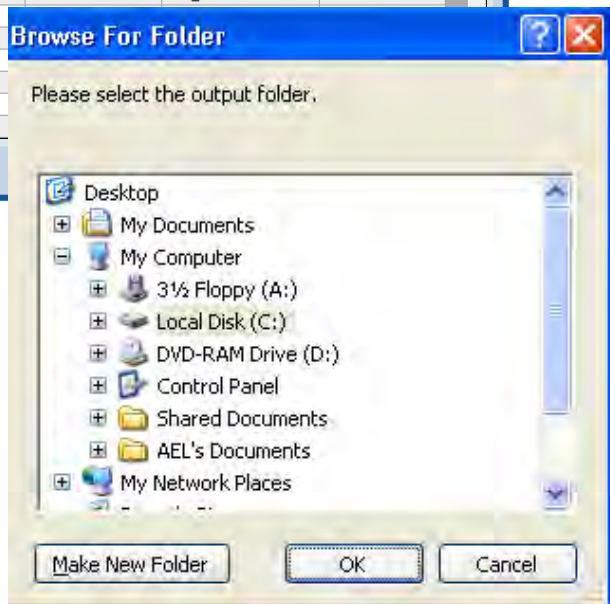 Browse For Folder
Please select the output folder.
Desktop
My Documents
My Computer
3½ Floppy (A:)
Local Disk (C:)
DVD-RAM Drive (D:)
Control Panel
Shared Documents
AEL's Documents
My Network Places
Make New Folder OK Cancel